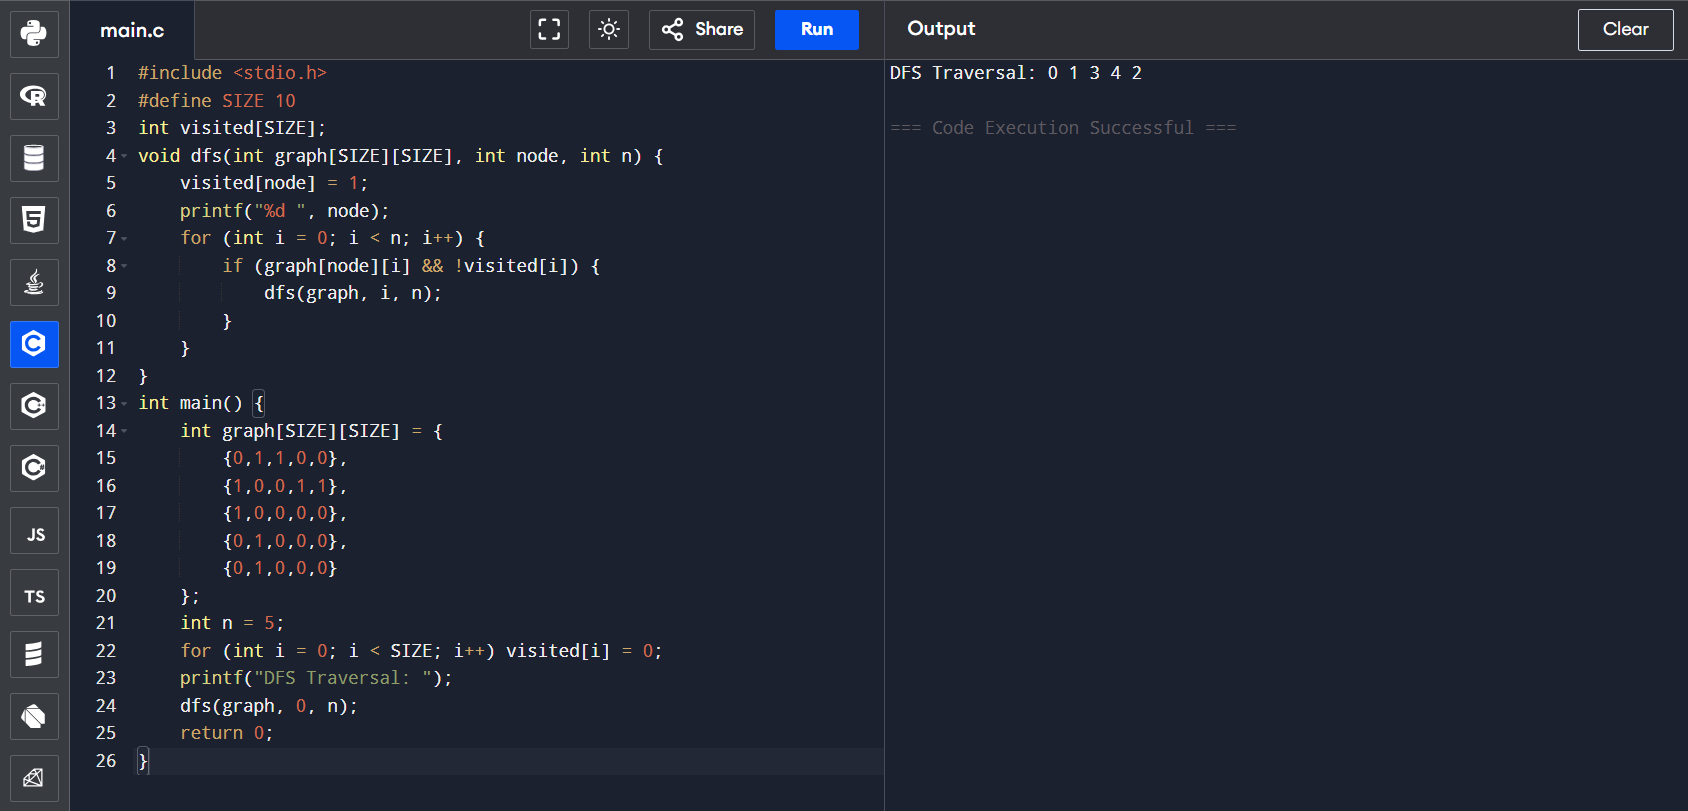 main.c
Share
Run
Output
Clear
1 #include <stdio.h>
2 #define SIZE 10
3 int visited[SIZE];
4 void dfs(int graph[SIZE][SIZE], int node, int n) {
5     visited[node] = 1;
6     printf("%d ", node);
7     for (int i = 0; i < n; i++) {
8         if (graph[node][i] && !visited[i]) {
9             dfs(graph, i, n);
10         }
11     }
12 }
13 int main() {
14     int graph[SIZE][SIZE] = {
15         {0,1,1,0,0},
16         {1,0,0,1,1},
17         {1,0,0,0,0},
18         {0,1,0,0,0},
19         {0,1,0,0,0}
20     };
21     int n = 5;
22     for (int i = 0; i < SIZE; i++) visited[i] = 0;
23     printf("DFS Traversal: ");
24     dfs(graph, 0, n);
25     return 0;
26 }
DFS Traversal: 0 1 3 4 2
=== Code Execution Successful ===
R
5
C
C
C
JS
TS